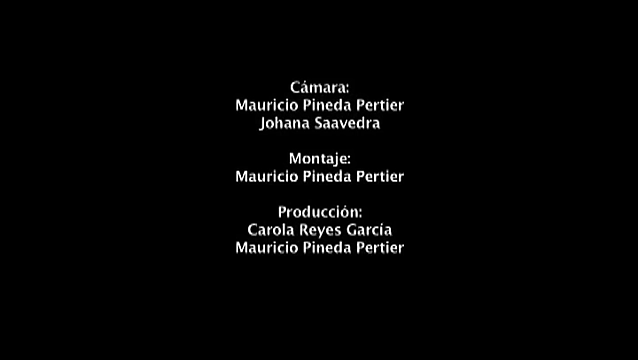 Cámara:
Mauricio Pineda Pertier
Johana Saavedra
Montaje:
Mauricio Pineda Pertier
Producción:
Carola Reyes García
Mauricio Pineda Pertier